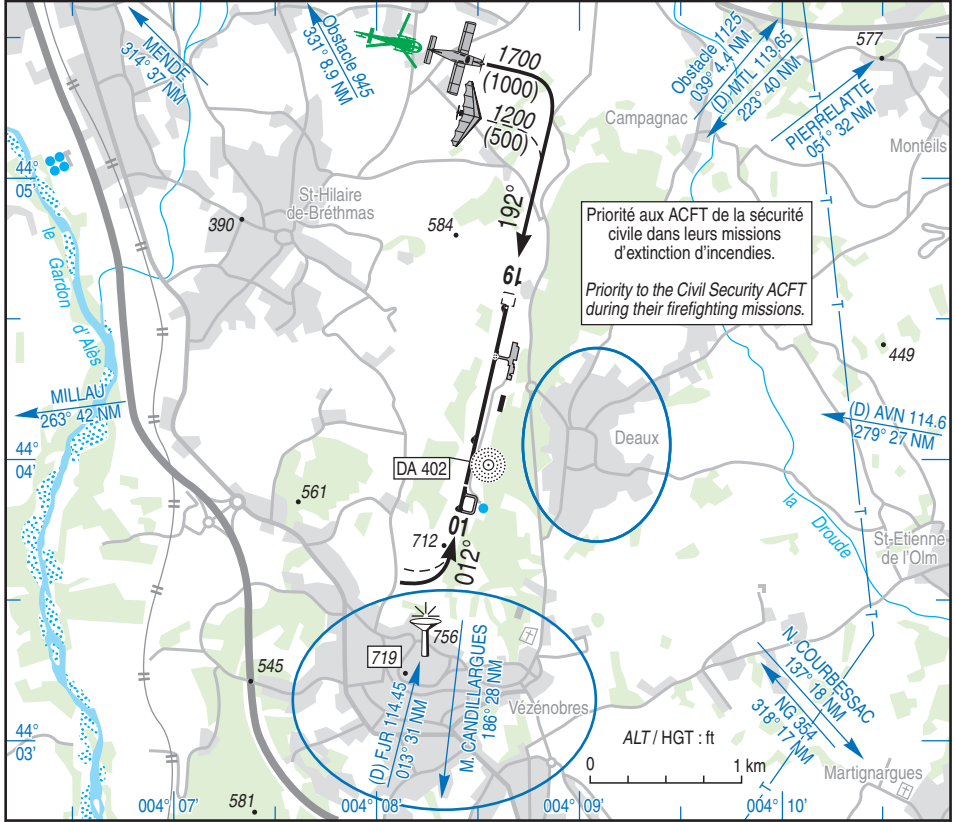 MENDE
314° 37 NM
Obstacle 945
331° 8.9 NM
1700
(1000)
1200
(500)
Obstacle 1125
039° 4.4 NM
(D) MTL 113.65
223° 40 NM
577
PIERRELATTE
051° 32 NM
Campagnac
Monteils
44°
05'
St-Hilaire
de-Bréthmas
390
584
192°
19
Priorité aux ACFT de la sécurité
civile dans leurs missions
d'extinction d'incendies.
Priority to the Civil Security ACFT
during their firefighting missions.
le Gardon
d'Alès
449
MILLAU
263° 42 NM
(D) AVN 114.6
279° 27 NM
Deaux
44°
04'
DA 402
561
01
012°
712
la Droude
St-Etienne
de l'Olm
756
719
545
(D) FJR 114.45
013° 31 NM
M. CANDILLARGUES
186° 28 NM
Vézénobres
N. COURBESSAC
137° 18 NM
NG 354
318° 17 NM
44°
03'
ALT / HGT : ft
0
1 km
Martignargues
581
004° 07'
004° 08'
004° 09'
004° 10'
T
T
T
T
T
T